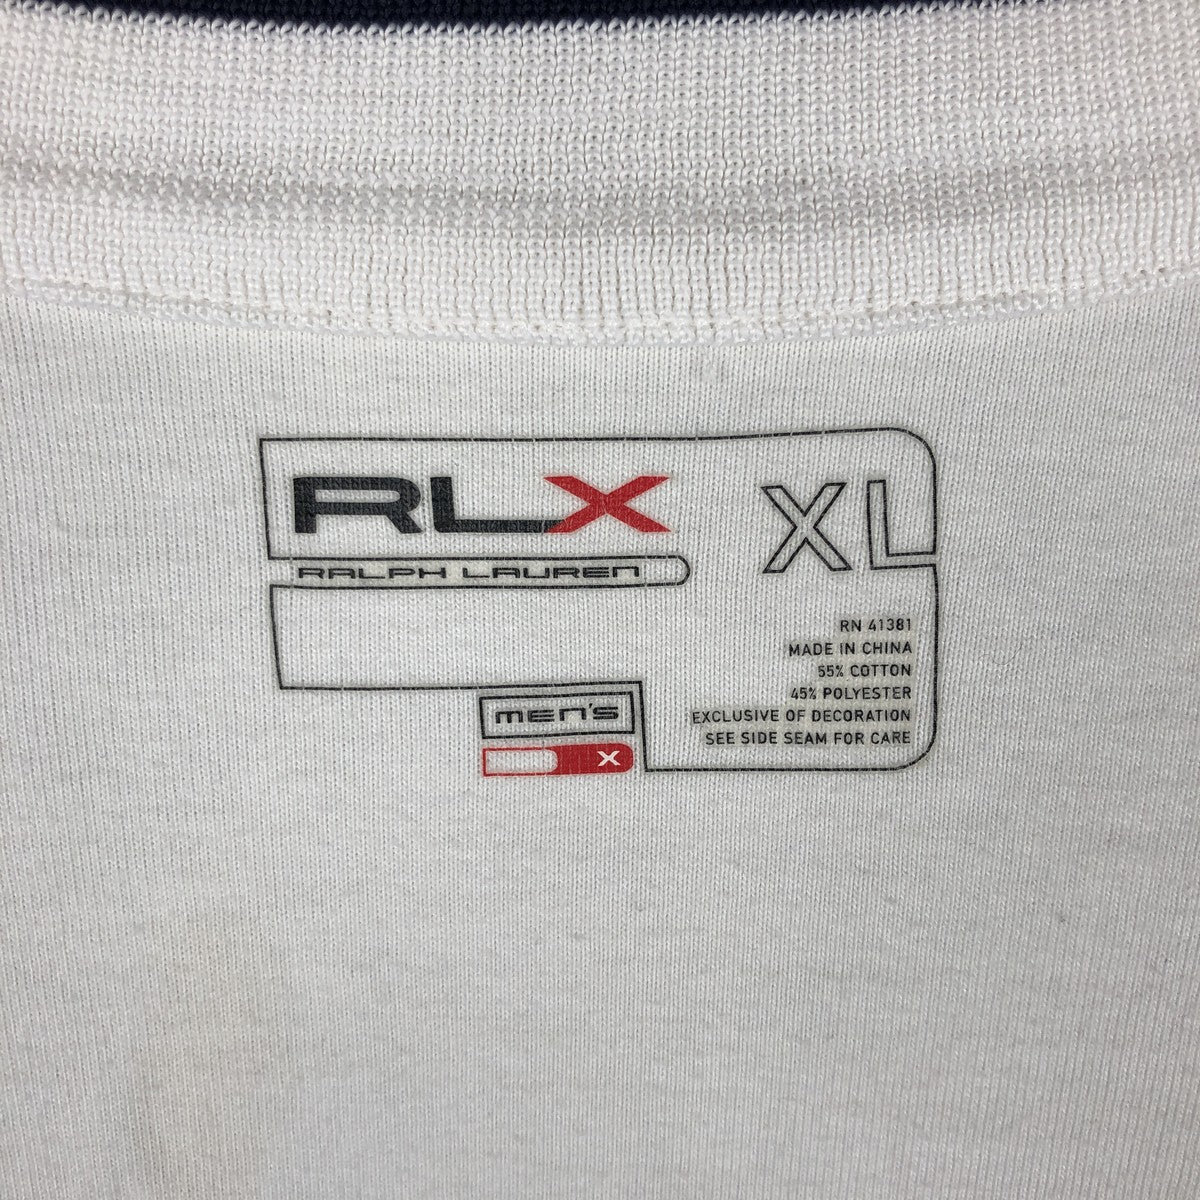 RLX
RALPH LAUREN
XL
RN 41381
MADE IN CHINA
55% COTTON
45% POLYESTER
EXCLUSIVE OF DECORATION
SEE SIDE SEAM FOR CARE
men's
X